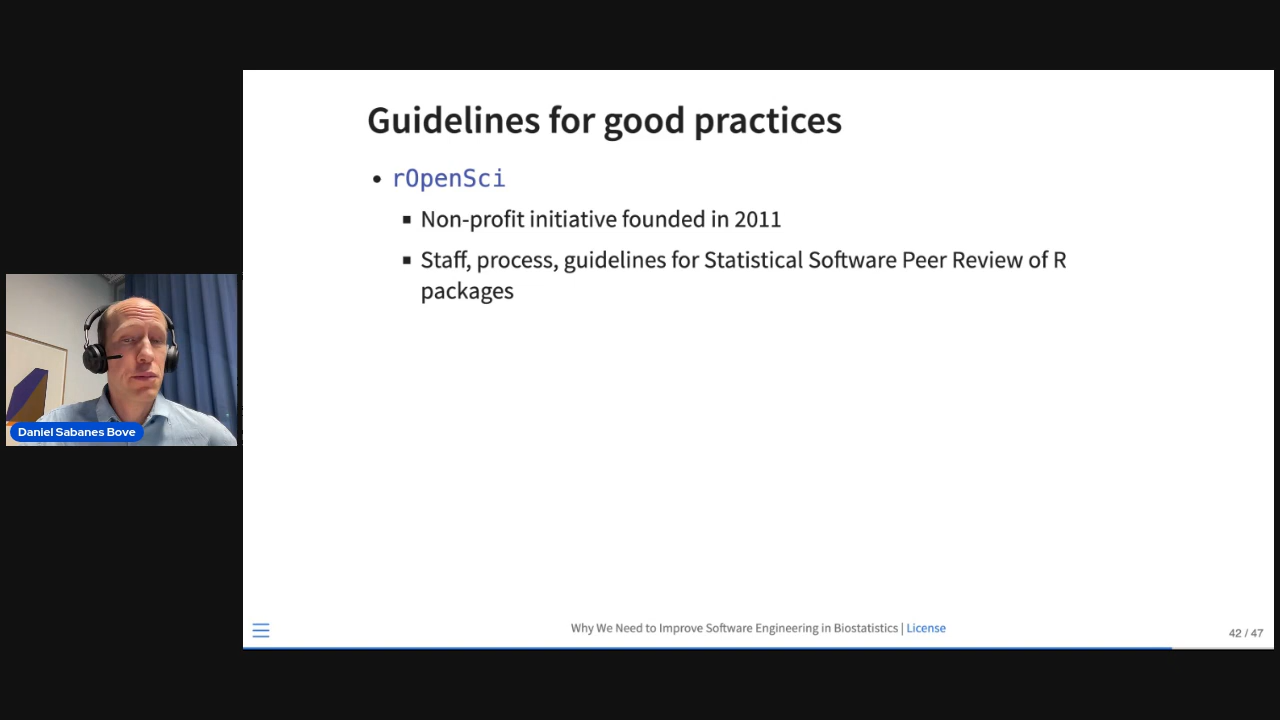 Guidelines for good practices
rOpenSci
Non-profit initiative founded in 2011
Staff, process, guidelines for Statistical Software Peer Review of R
packages
Daniel Sabanes Bove
Why We Need to Improve Software Engineering in Biostatistics | License
42 / 47